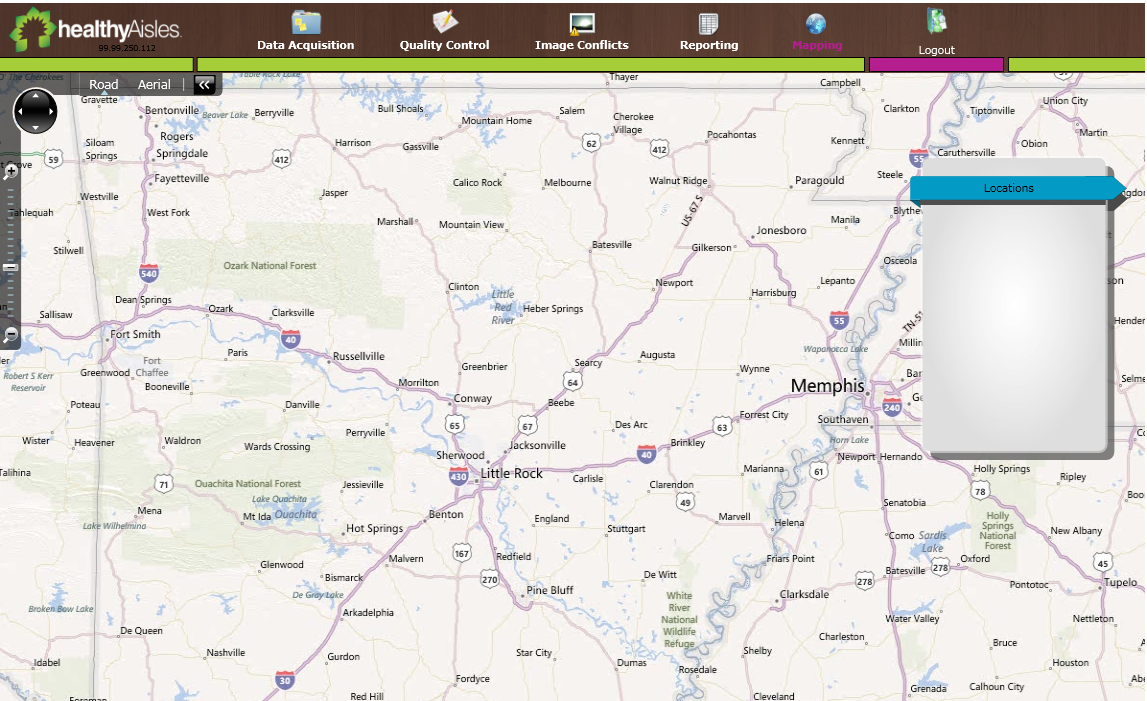 healthyAisles.
99.99.250.112
Data Acquisition
Quality Control
Image Conflicts
Reporting
Mapping
Logout
O' The Cherokees
Table Rock Lake
Thayer
Road
Aerial
|
Campbell
Gravette
Bentonville
Beaver Lake
Berryville
Bull Shoals
Mountain Home
Salem
Cherokee
Village
Clarkton
Tiptonville
Union City
Martin
Rogers
Siloam
Springs
Springdale
Harrison
Gassville
62
412
Pocahontas
Kennett
Obion
59
412
55
Caruthersville
Fayetteville
Calico Rock
Melbourne
Walnut Ridge
Paragould
Steele
Locations
Westville
Jasper
Tahlequah
West Fork
Marshall
Mountain View
US-67 S
Manila
Blythe
Jonesboro
Stilwell
Batesville
Gilkerson
Ozark National Forest
540
Osceola
Clinton
Newport
Lepanto
Dean Springs
Little
Red
River
Harrisburg
Heber Springs
Sallisaw
Ozark
Clarksville
55
TN-51
Fort Smith
40
Paris
Russellville
Augusta
Wapanocca Lake
Millin
Fort
Chaffee
Greenwood
Robert S Kerr
Reservoir
Greenbrier
Searcy
Wynne
Bar
Booneville
Morrilton
64
Memphis
Selme
Conway
Beebe
240
Poteau
Danville
Forrest City
Southaven
65
67
Des Arc
63
Wister
Heavener
Waldron
Perryville
Wards Crossing
Jacksonville
Brinkley
Horn Lake
Sherwood
40
Newport
Hernando
Talihina
430
Little Rock
Marianna
61
Holly Springs
71
Ouachita National Forest
Jessieville
Carlisle
Clarendon
Ripley
78
Lake Ouachita
49
Mena
Mt Ida
Ouachita
Benton
England
Marvell
Senatobia
Boo
Lake Wilhelmina
Hot Springs
Stuttgart
Helena
Holly
Springs
National
Forest
Como
Sardis
Lake
New Albany
167
Redfield
Malvern
Friars Point
Oxford
45
Glenwood
Bismarck
270
De Witt
278
Batesville
278
Tupelo
De Gray Lake
Pine Bluff
White
River
National
Wildlife
Refuge
Clarksdale
Pontotoc
Broken Bow Lake
Arkadelphia
Water Valley
Nettleton
De Queen
Charleston
Bruce
Nashville
Gurdon
Star City
Shelby
Idabel
Dumas
Houston
30
Fordyce
Rosedale
Grenada
Calhoun City
Red Hill
Cleveland
Foreman